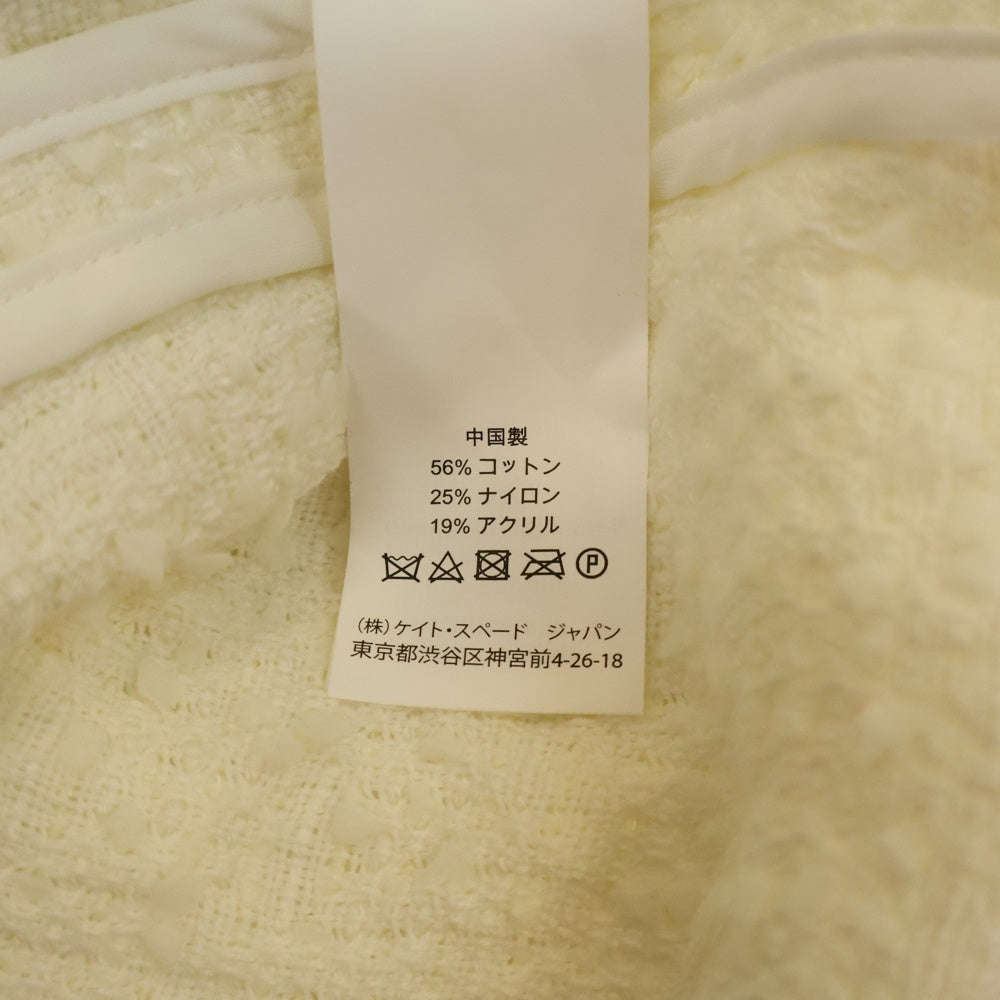 中国製
56% コットン
25% ナイロン
19% アクリル
P
（株）ケイト・スペード　ジャパン
東京都渋谷区神宮前4-26-18